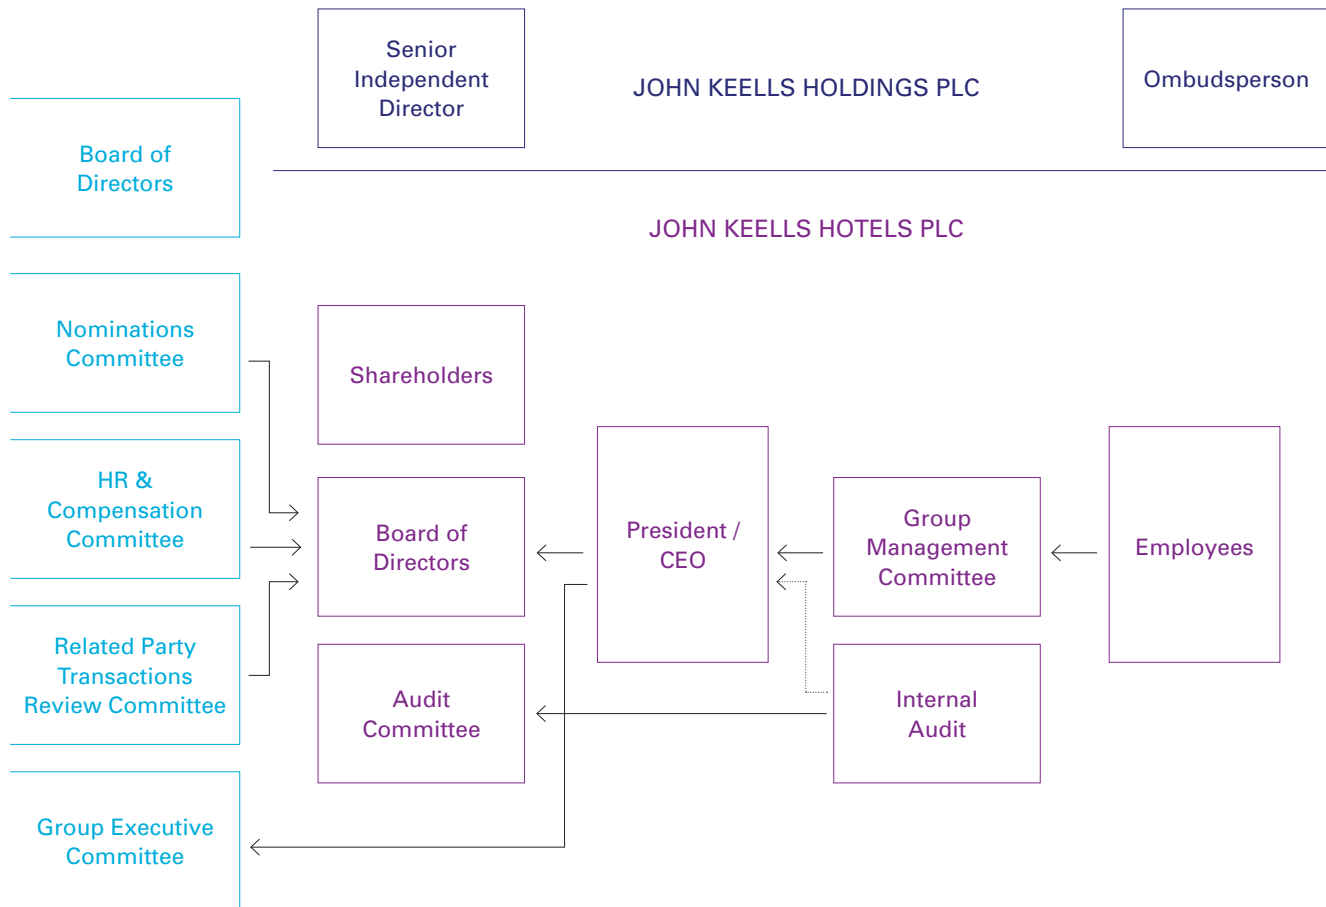 Senior
Independent
Director
JOHN KEELLS HOLDINGS PLC
Ombudsperson
Board of
Directors
JOHN KEELLS HOTELS PLC
Nominations
Committee
Shareholders
HR &
Compensation
Committee
Board of
Directors
President /
CEO
Group
Management
Committee
Employees
Related Party
Transactions
Review Committee
Audit
Committee
Internal
Audit
Group Executive
Committee